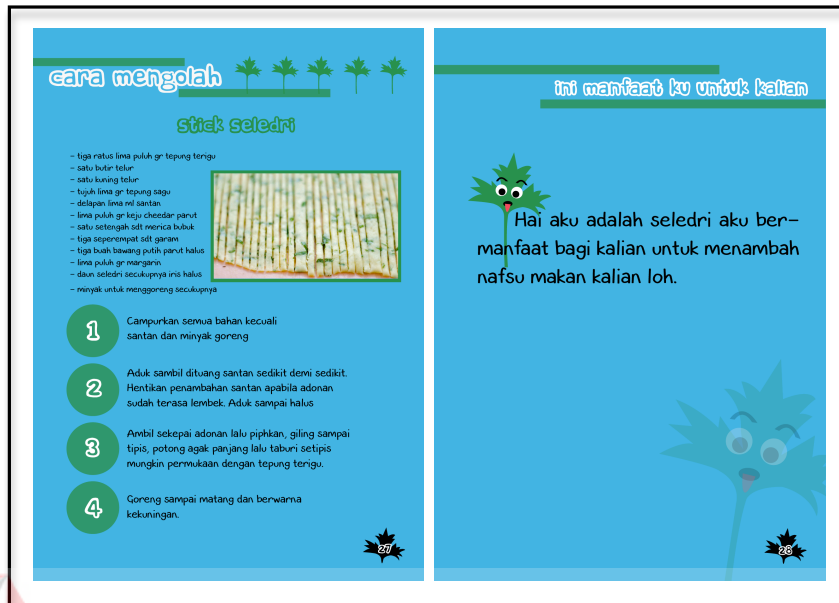 cara mengolah
stick seledri
- tiga ratus lima puluh gr tepung terigu
- satu butir telur
- satu kuning telur
- tujuh lima gr tepung sagu
- delapan lima ml santan
- lima puluh gr keju cheedar parut
- satu setengah sdt merica bubuk
- tiga seperempat sdt garam
- tiga buah bawang putih parut halus
- lima puluh gr margarin
- daun seledri secukupnya iris halus
- minyak untuk menggoreng secukupnya
1
Campurkan semua bahan kecuali
santan dan minyak goreng
2
Aduk sambil dituang santan sedikit demi sedikit.
Hentikan penambahan santan apabila adonan
sudah terasa lembek. Aduk sampai halus
3
Ambil sekepai adonan lalu piphkan, giling sampai
tipis, potong agak panjang lalu taburi setipis
mungkin permukaan dengan tepung terigu.
4
Goreng sampai matang dan berwarna
kekuningan.
27
ini manfaat ku untuk kalian
Hai aku adalah seledri aku ber-
manfaat bagi kalian untuk menambah
nafsu makan kalian loh.
28